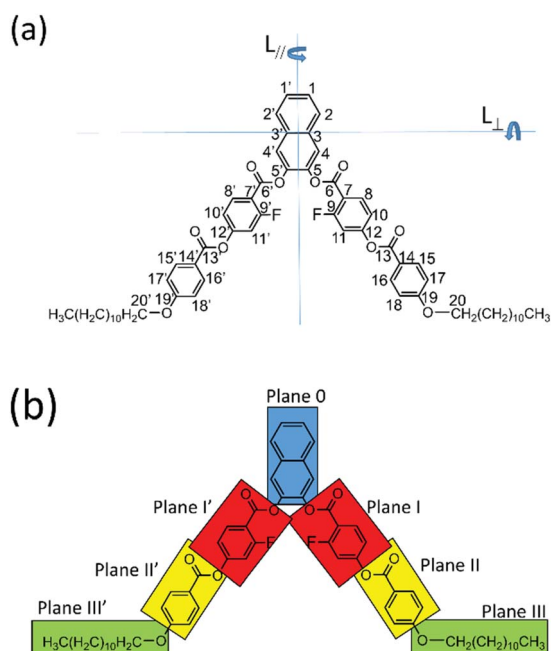 (a)
L//
1' 1
2' 2
L⊥
3' 3
4' 4
5' 5
O O O O
6' 6
8' 7' 7 8
9' F F 9
10' 10
O 11' 11
12' O O 12
13' 13 O
15' 14' 14 15
17' 16' 16 17
19' 18' 18 19
20' 20
H₃C(H₂C)₁₀H₂C O O CH₂(CH₂)₁₀CH₃
(b)
Plane 0
Plane I' Plane I
O O O O
F F
Plane II' Plane II
O O O O
Plane III' Plane III
H₃C(H₂C)₁₀H₂C O O CH₂(CH₂)₁₀CH₃